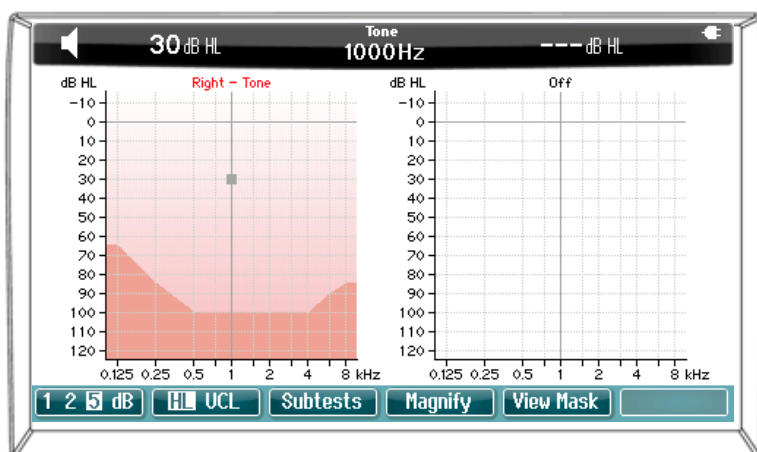 Tone
30 dB HL
1000Hz
--- dB HL
dB HL
Right - Tone
-10
0
10
20
30
40
50
60
70
80
90
100
110
120
0.125 0.25 0.5 1 2 4 8 kHz
dB HL
Off
-10
0
10
20
30
40
50
60
70
80
90
100
110
120
0.125 0.25 0.5 1 2 4 8 kHz
1 2 5 dB
HL UCL
Subtests
Magnify
View Mask